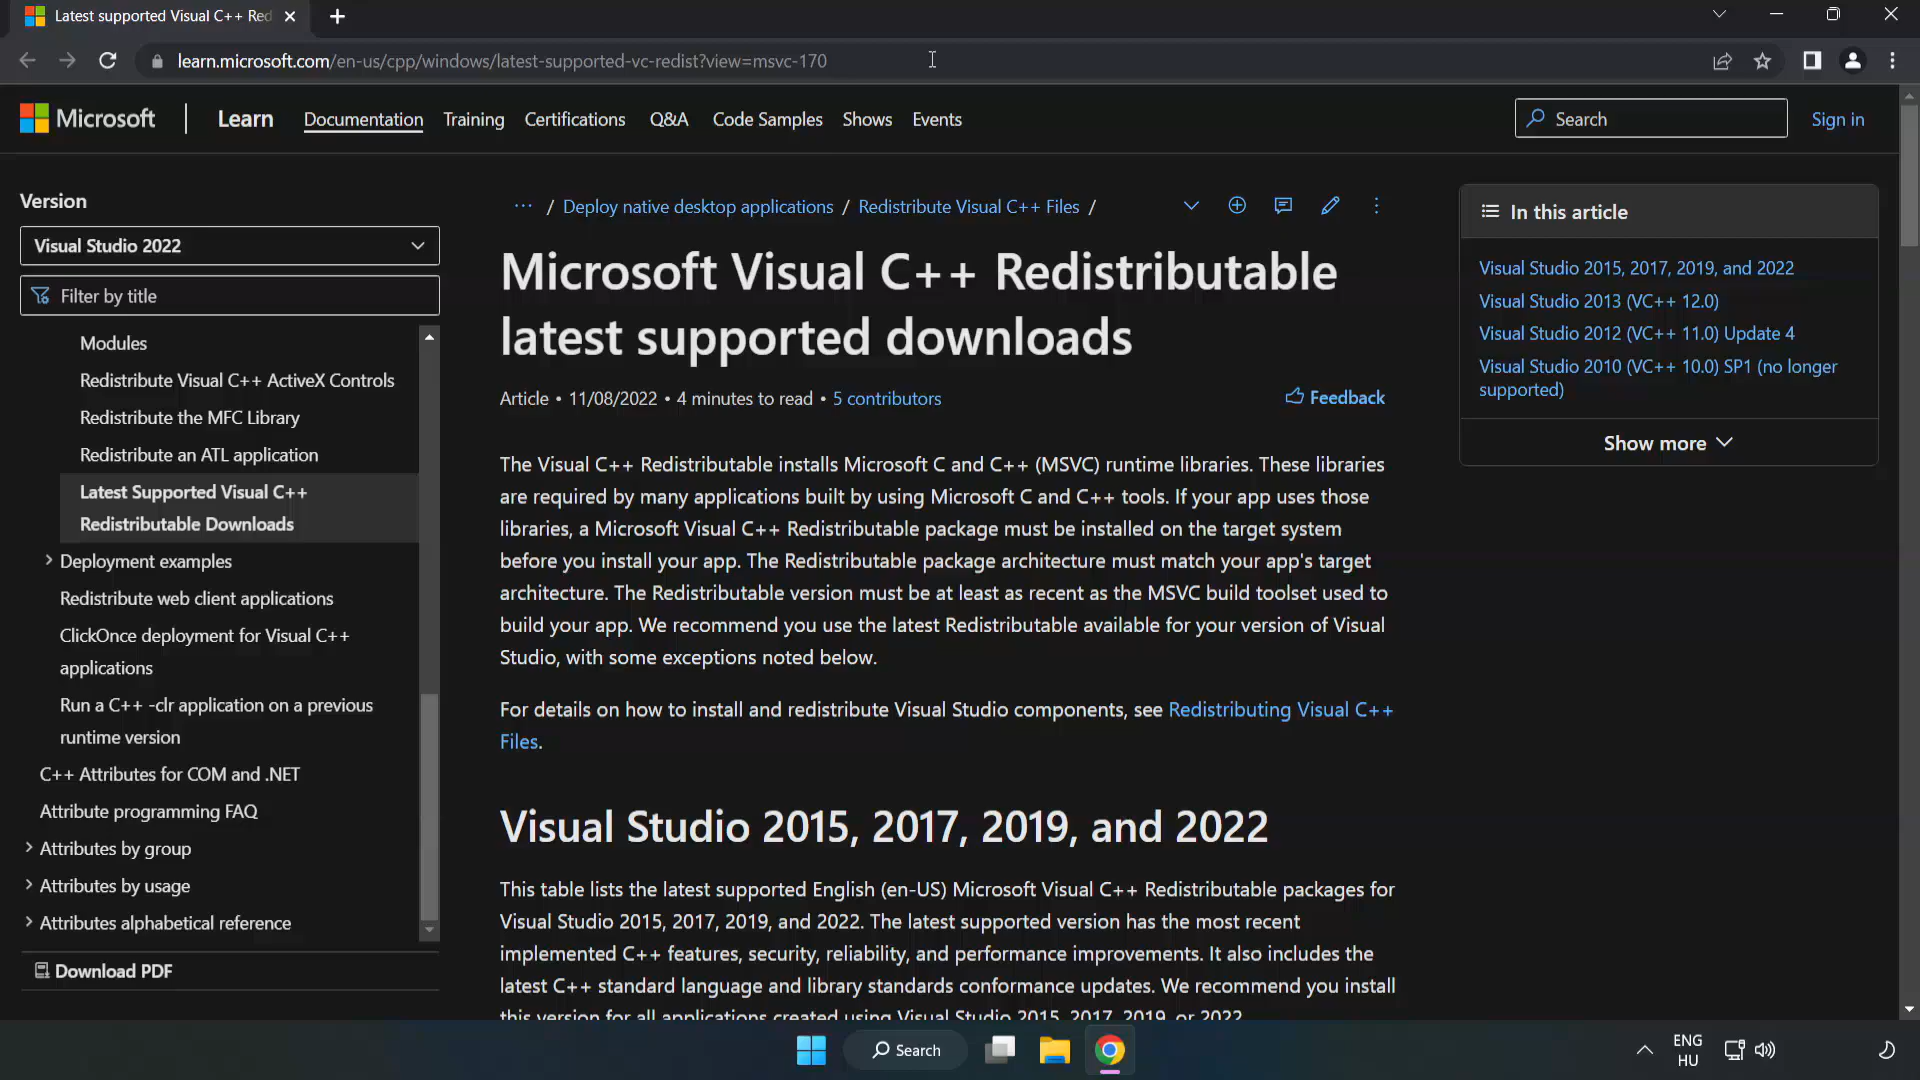 Latest supported Visual C++ Red
learn.microsoft.com/en-us/cpp/windows/latest-supported-vc-redist?view=msvc-170
Microsoft
Learn
Documentation
Training
Certifications
Q&A
Code Samples
Shows
Events
Search
Sign in
Version
Visual Studio 2022
Filter by title
Modules
Redistribute Visual C++ ActiveX Controls
Redistribute the MFC Library
Redistribute an ATL application
Latest Supported Visual C++
Redistributable Downloads
Deployment examples
Redistribute web client applications
ClickOnce deployment for Visual C++
applications
Run a C++ -clr application on a previous
runtime version
C++ Attributes for COM and .NET
Attribute programming FAQ
Attributes by group
Attributes by usage
Attributes alphabetical reference
Download PDF
... / Deploy native desktop applications / Redistribute Visual C++ Files /
Microsoft Visual C++ Redistributable
latest supported downloads
Article • 11/08/2022 • 4 minutes to read • 5 contributors
Feedback
The Visual C++ Redistributable installs Microsoft C and C++ (MSVC) runtime libraries. These libraries
are required by many applications built by using Microsoft C and C++ tools. If your app uses those
libraries, a Microsoft Visual C++ Redistributable package must be installed on the target system
before you install your app. The Redistributable package architecture must match your app's target
architecture. The Redistributable version must be at least as recent as the MSVC build toolset used to
build your app. We recommend you use the latest Redistributable available for your version of Visual
Studio, with some exceptions noted below.
For details on how to install and redistribute Visual Studio components, see Redistributing Visual C++
Files.
Visual Studio 2015, 2017, 2019, and 2022
This table lists the latest supported English (en-US) Microsoft Visual C++ Redistributable packages for
Visual Studio 2015, 2017, 2019, and 2022. The latest supported version has the most recent
implemented C++ features, security, reliability, and performance improvements. It also includes the
latest C++ standard language and library standards conformance updates. We recommend you install
this version for all applications created using Visual Studio 2015, 2017, 2019, or 2022.
In this article
Visual Studio 2015, 2017, 2019, and 2022
Visual Studio 2013 (VC++ 12.0)
Visual Studio 2012 (VC++ 11.0) Update 4
Visual Studio 2010 (VC++ 10.0) SP1 (no longer
supported)
Show more
Search
ENG
HU